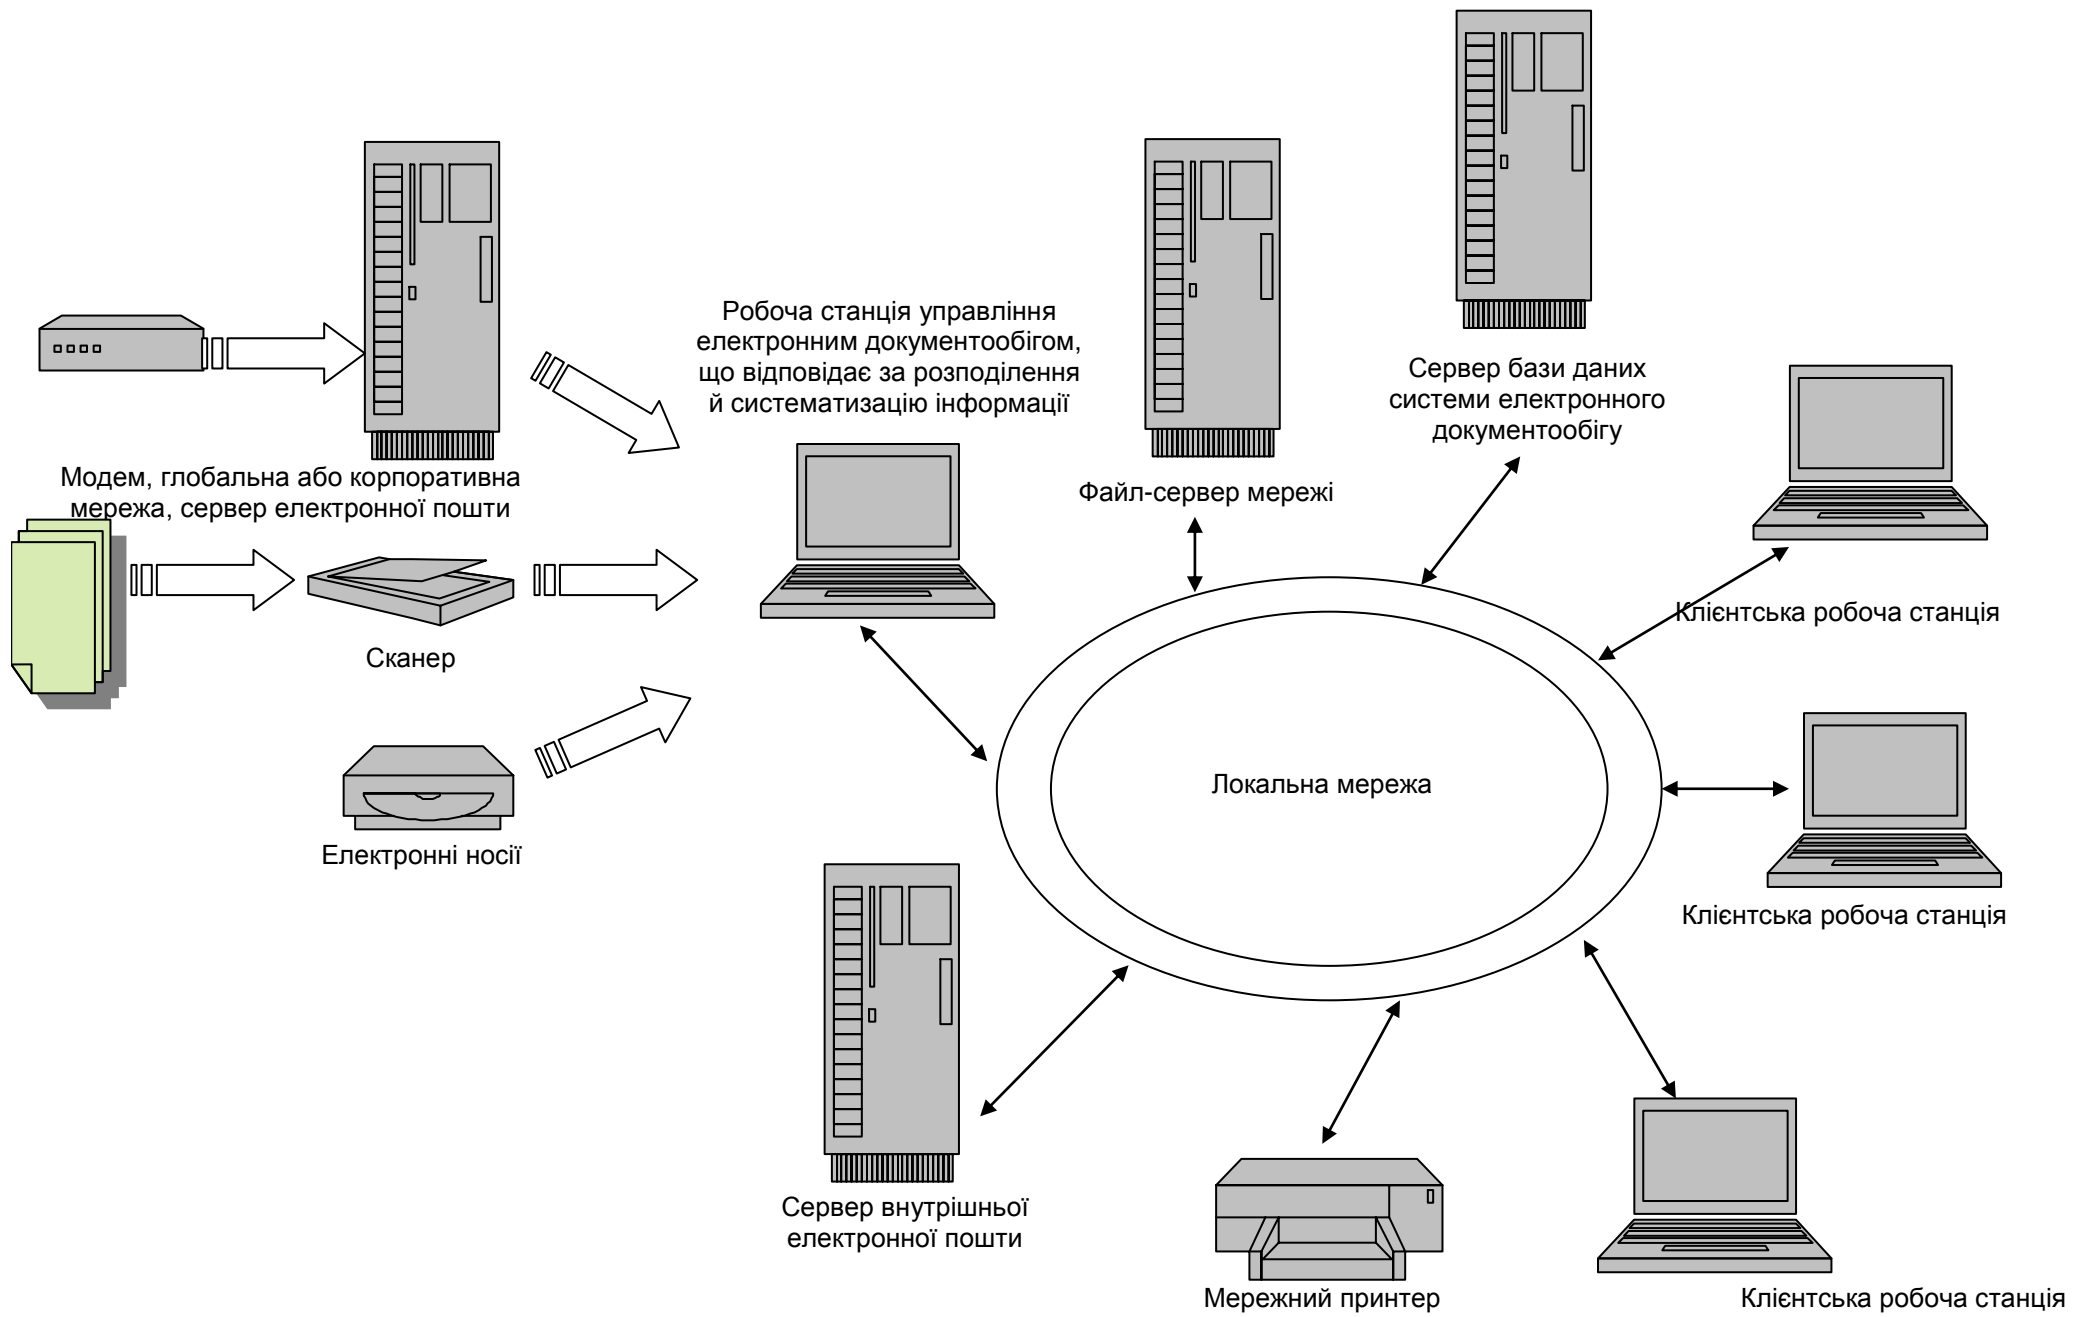 Робоча станція управління
електронним документообігом,
що відповідає за розподілення
й систематизацію інформації
Сервер бази даних
системи електронного
документообігу
Модем, глобальна або корпоративна
мережа, сервер електронної пошти
Файл-сервер мережі
Клієнтська робоча станція
Сканер
Локальна мережа
Електронні носії
Клієнтська робоча станція
Сервер внутрішньої
електронної пошти
Мережний принтер
Клієнтська робоча станція